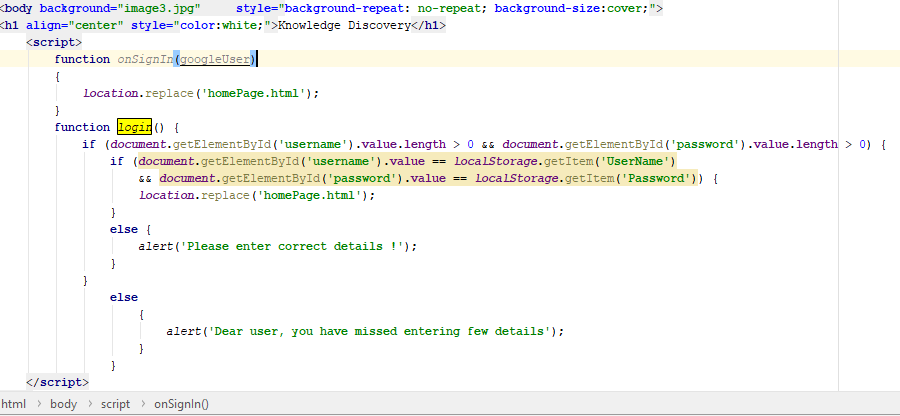 <body background="image3.jpg"     style="background-repeat: no-repeat; background-size:cover;">
<h1 align="center" style="color:white;">Knowledge Discovery</h1>
    <script>
        function onSignIn(googleUser)
        {
            location.replace('homePage.html');
        }
        function login() {
            if (document.getElementById('username').value.length > 0 && document.getElementById('password').value.length > 0) {
                if (document.getElementById('username').value == localStorage.getItem('UserName')
                    && document.getElementById('password').value == localStorage.getItem('Password')) {
                    location.replace('homePage.html');
                }
                else {
                    alert('Please enter correct details !');
                }
            }
                else
                    {
                        alert('Dear user, you have missed entering few details');
                    }
                }
    </script>
html > body > script > onSignIn()